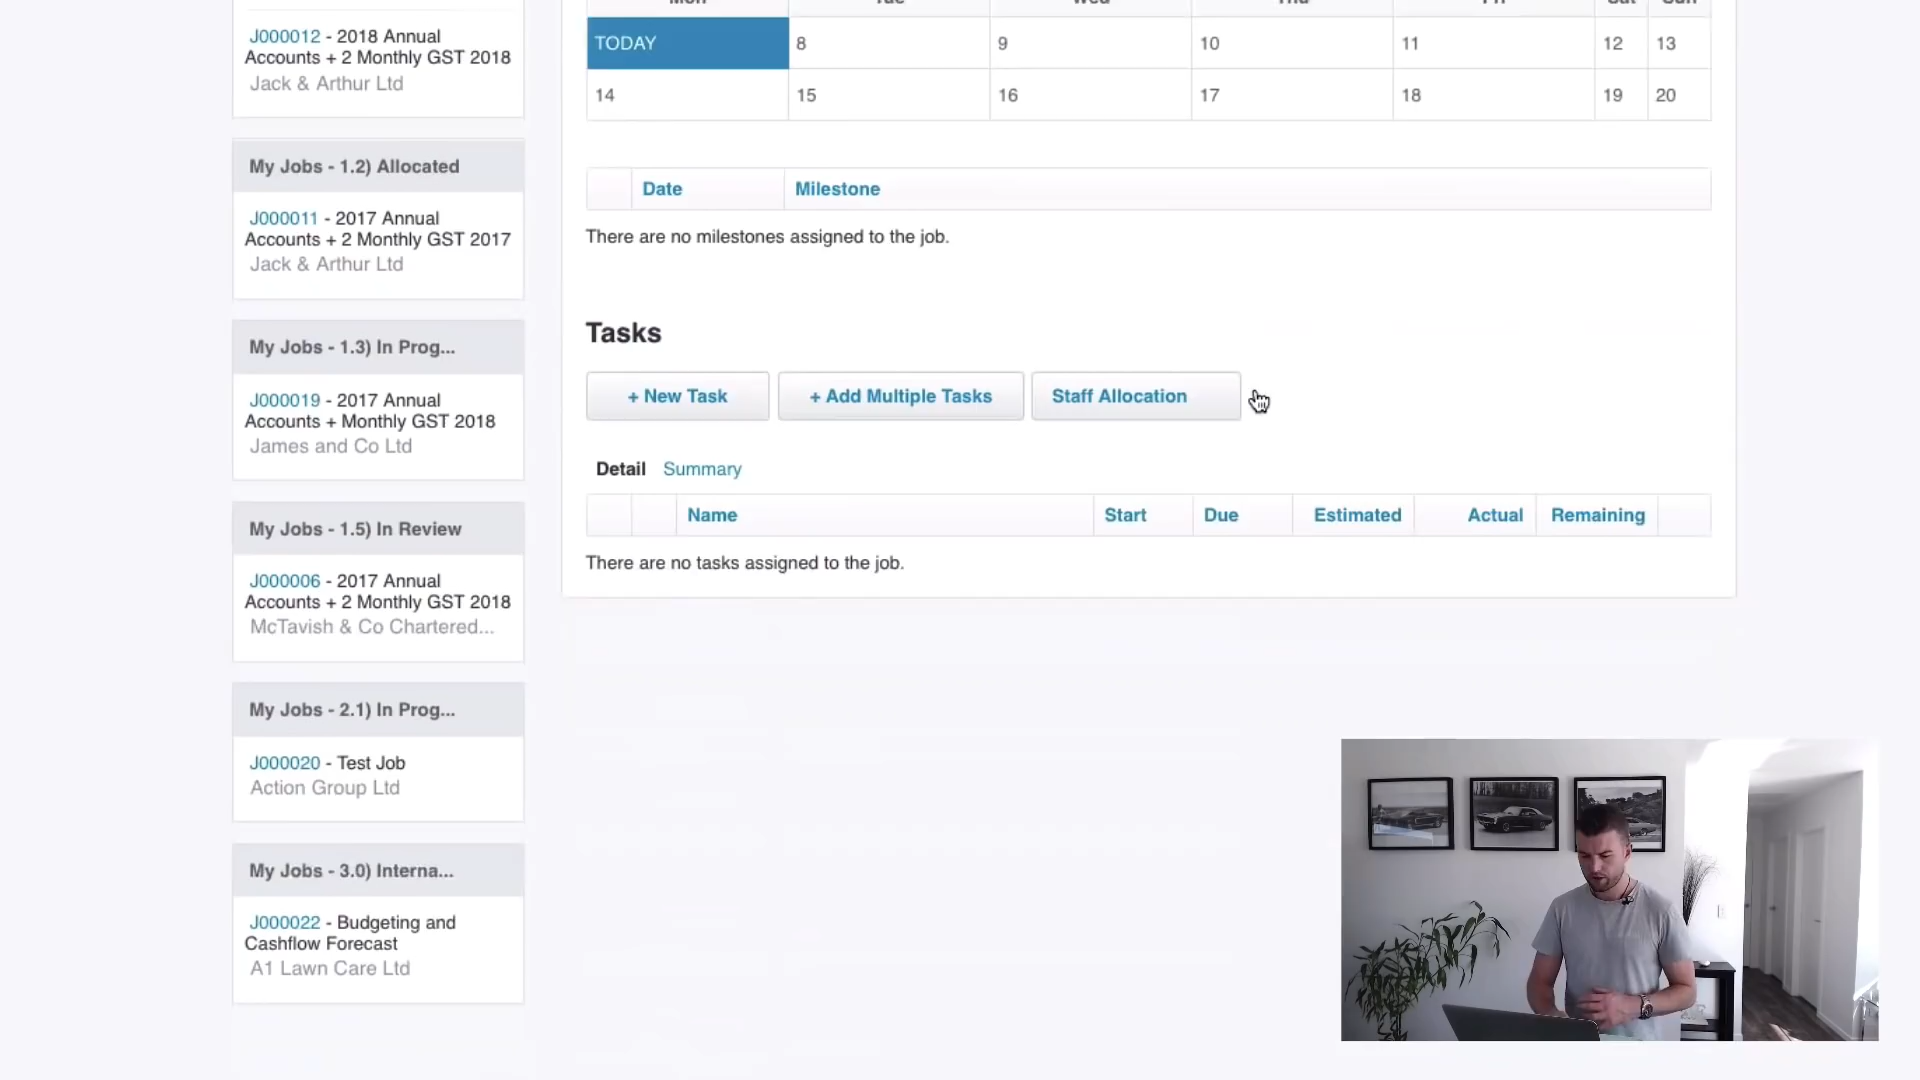 J000012 - 2018 Annual
Accounts + 2 Monthly GST 2018
Jack & Arthur Ltd
My Jobs - 1.2) Allocated
J000011 - 2017 Annual
Accounts + 2 Monthly GST 2017
Jack & Arthur Ltd
My Jobs - 1.3) In Prog...
J000019 - 2017 Annual
Accounts + Monthly GST 2018
James and Co Ltd
My Jobs - 1.5) In Review
J000006 - 2017 Annual
Accounts + 2 Monthly GST 2018
McTavish & Co Chartered...
My Jobs - 2.1) In Prog...
J000020 - Test Job
Action Group Ltd
My Jobs - 3.0) Interna...
J000022 - Budgeting and
Cashflow Forecast
A1 Lawn Care Ltd
Mon Tue Wed Thu Fri Sat Sun
TODAY 8 9 10 11 12 13
14 15 16 17 18 19 20
Date Milestone
There are no milestones assigned to the job.
Tasks
+ New Task + Add Multiple Tasks Staff Allocation
Detail Summary
Name Start Due Estimated Actual Remaining
There are no tasks assigned to the job.